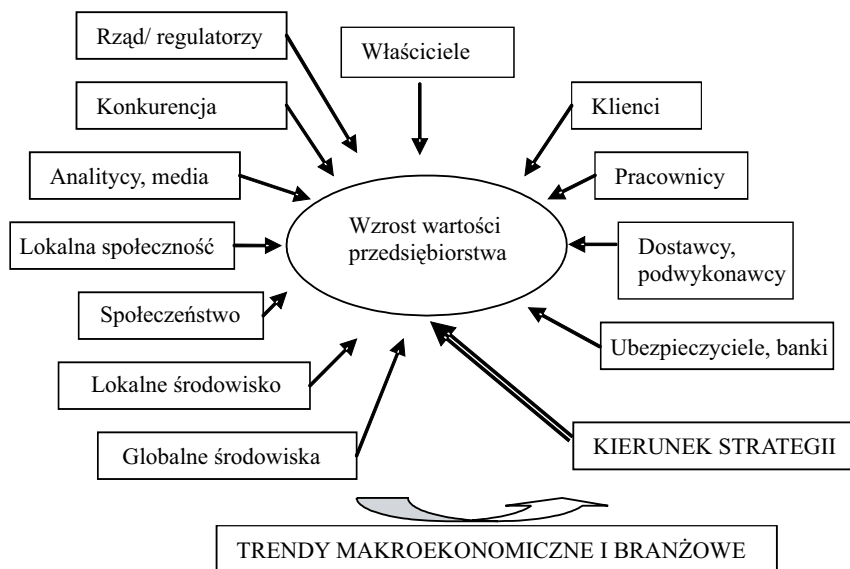 Rząd/ regulatorzy
Właściciele
Konkurencja
Klienci
Analitycy, media
Pracownicy
Wzrost wartości
przedsiębiorstwa
Lokalna społeczność
Dostawcy,
podwykonawcy
Społeczeństwo
Ubezpieczyciele, banki
Lokalne środowisko
Globalne środowiska
KIERUNEK STRATEGII
TRENDY MAKROEKONOMICZNE I BRANŻOWE